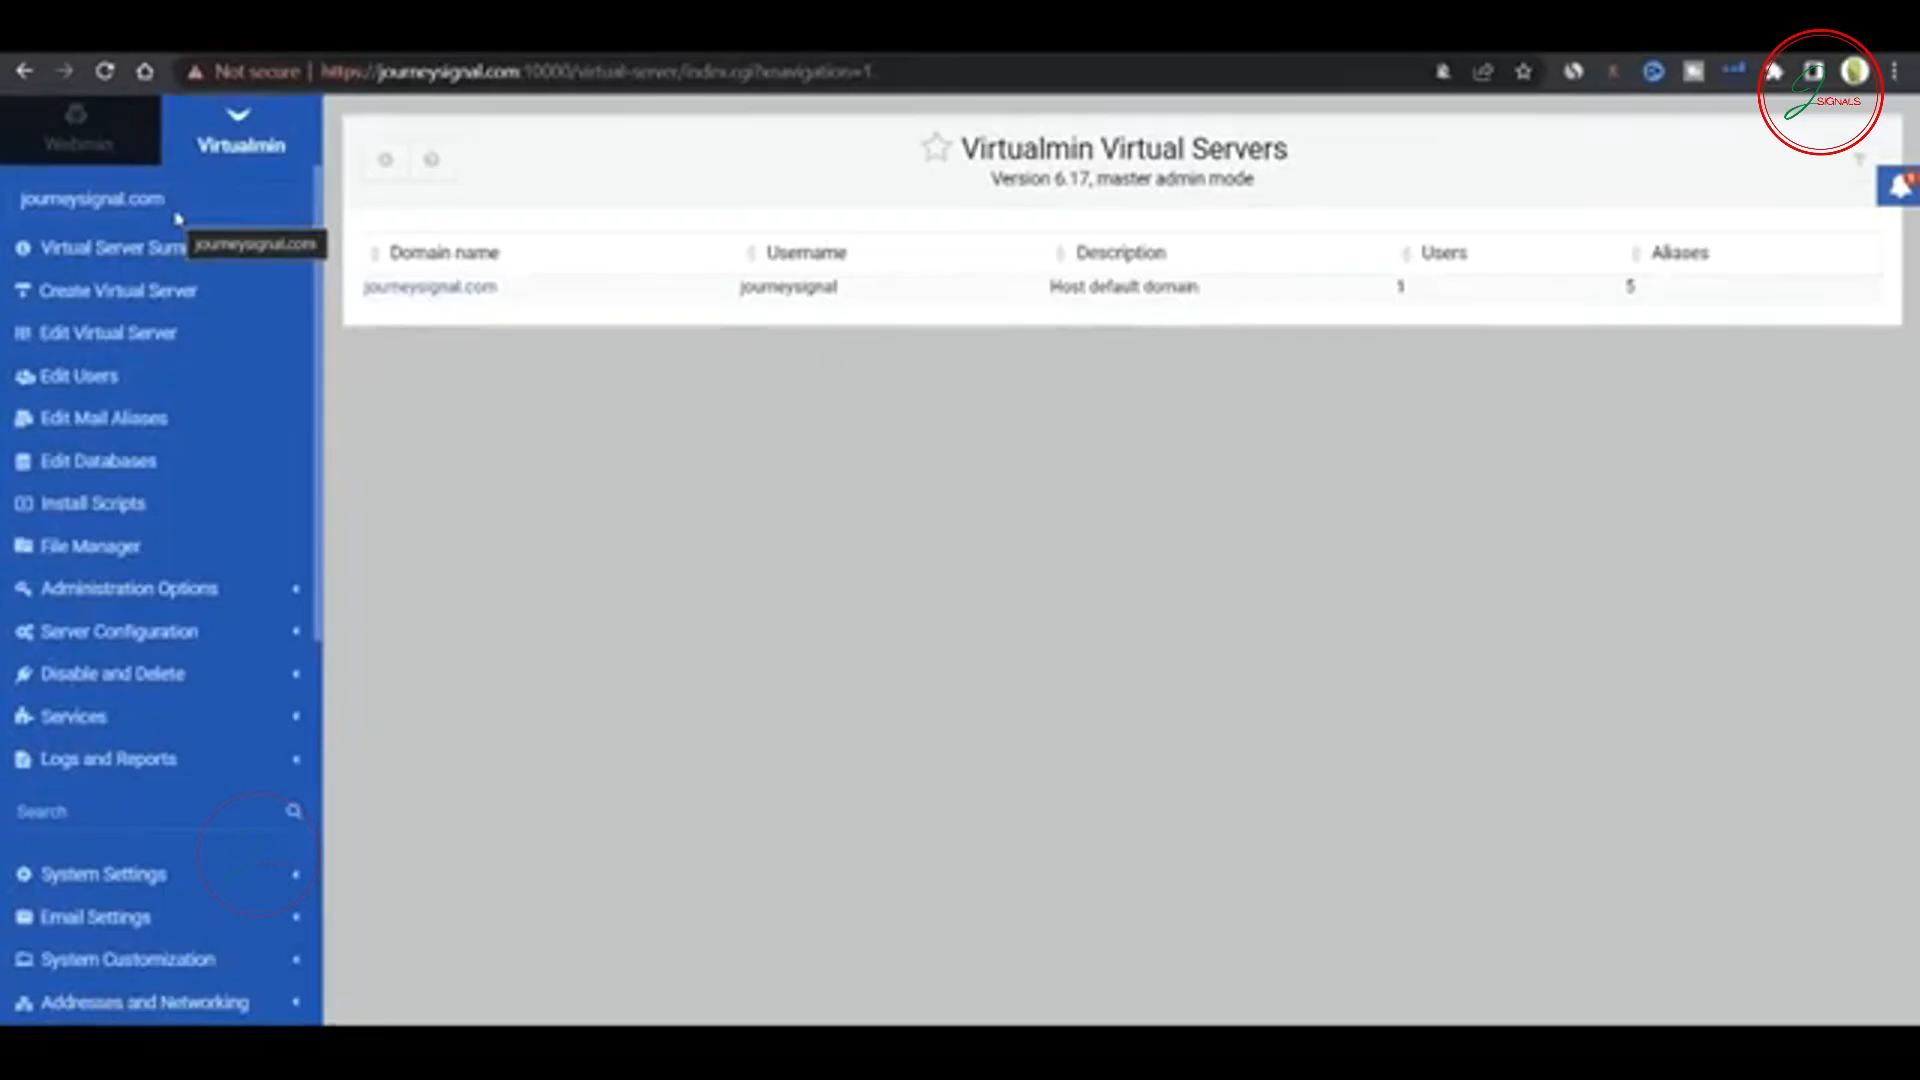 Not secure | https://journeysignal.com:10000/virtual-server/index.cgi?xnavigation=1
SIGNALS
Webmin
Virtualmin
journeysignal.com
journeysignal.com
Virtual Server Sum
Create Virtual Server
Edit Virtual Server
Edit Users
Edit Mail Aliases
Edit Databases
Install Scripts
File Manager
Administration Options
Server Configuration
Disable and Delete
Services
Logs and Reports
Search
System Settings
Email Settings
System Customization
Addresses and Networking
Virtualmin Virtual Servers
Version 6.17, master admin mode
Domain name Username Description Users Aliases
journeysignal.com journeysignal Host default domain 1 5